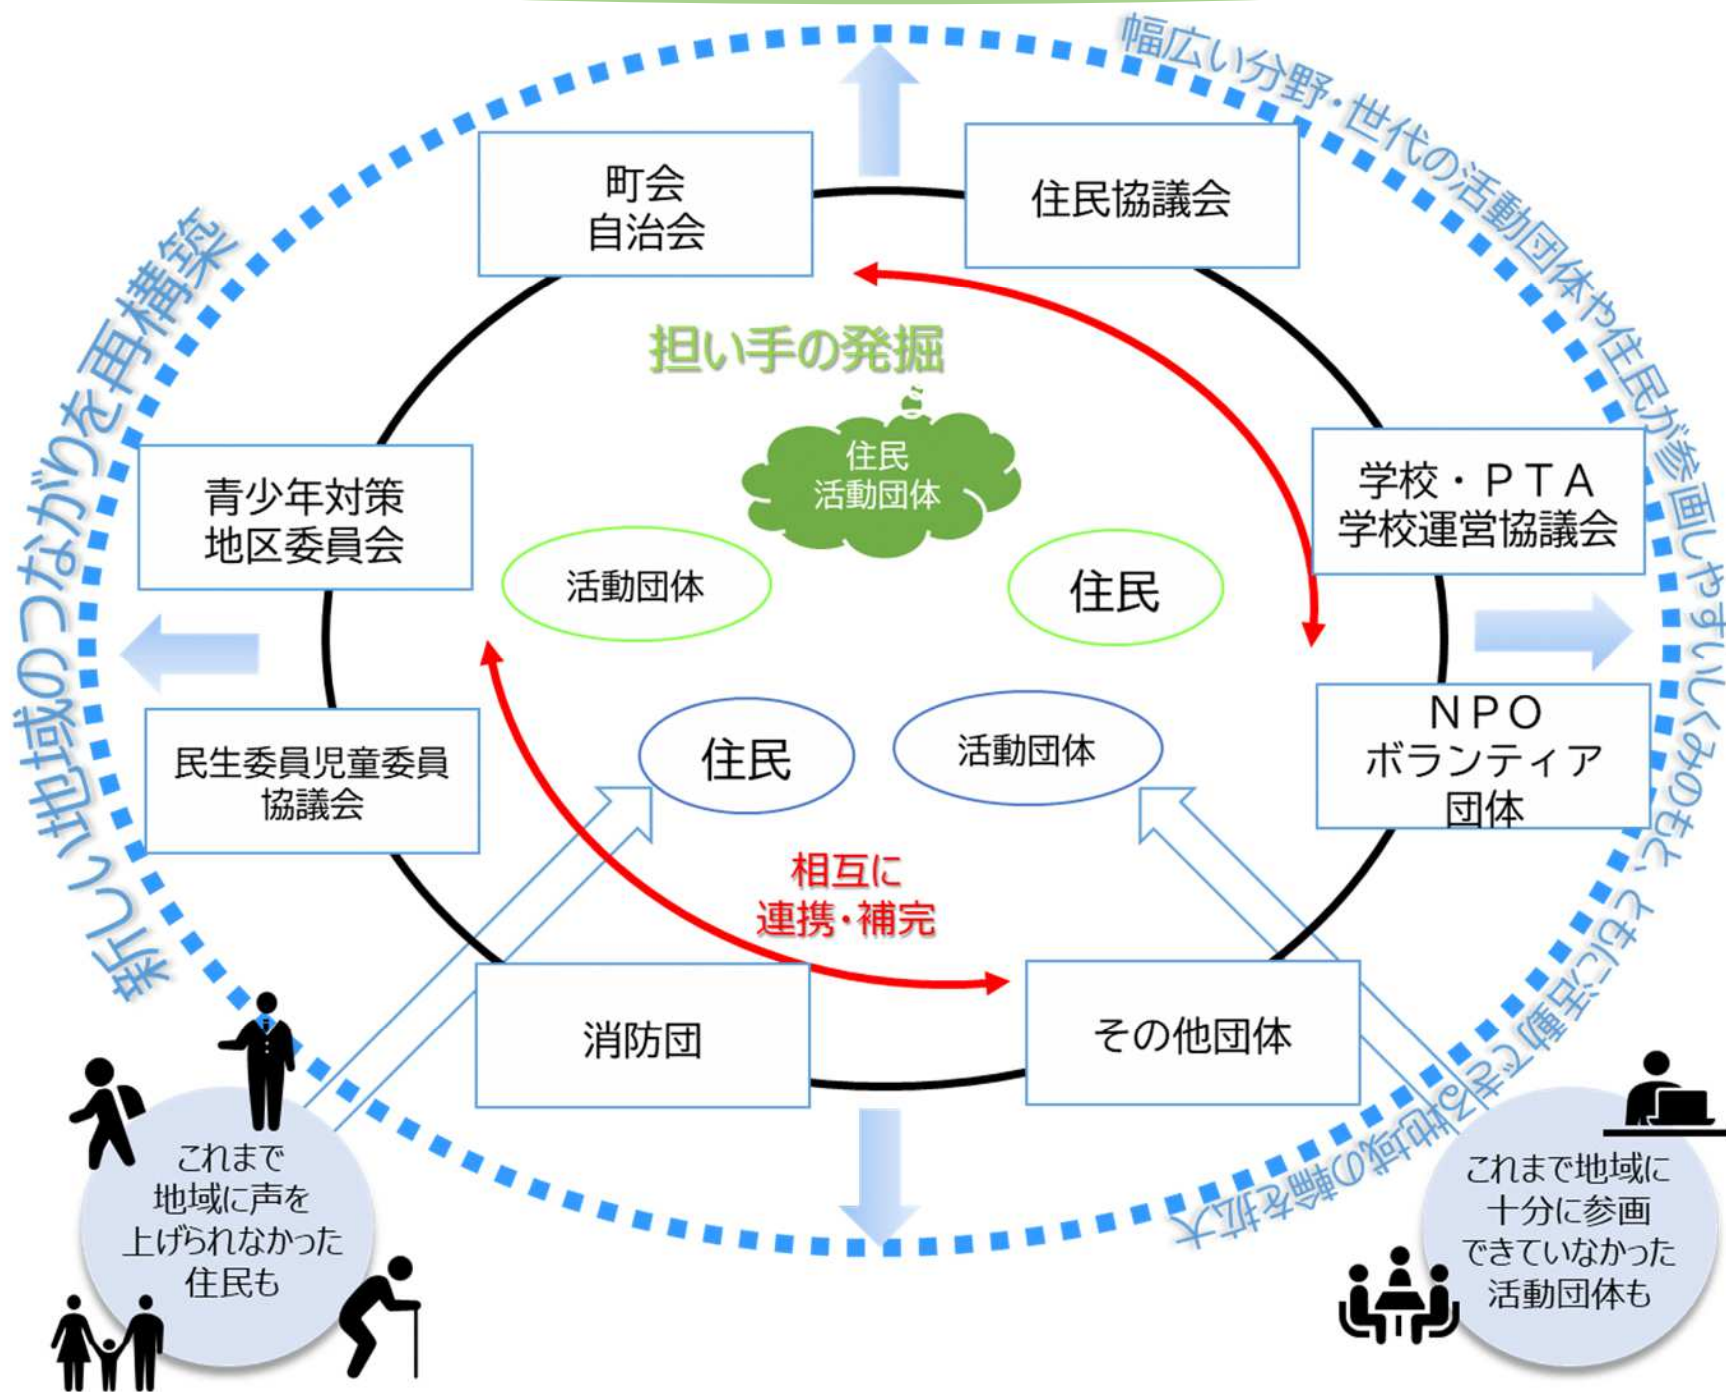 幅広い分野・世代の活動団体や住民が参画しやすいしくみのもと、ともに活動できる地域の輪を拡大
新しい地域のつながりを再構築
町会
自治会
住民協議会
担い手の発掘
住民
活動団体
青少年対策
地区委員会
学校・ＰＴＡ
学校運営協議会
活動団体
住民
民生委員児童委員
協議会
住民
活動団体
ＮＰＯ
ボランティア
団体
相互に
連携・補完
消防団
その他団体
これまで
地域に声を
上げられなかった
住民も
これまで地域に
十分に参画
できていなかった
活動団体も